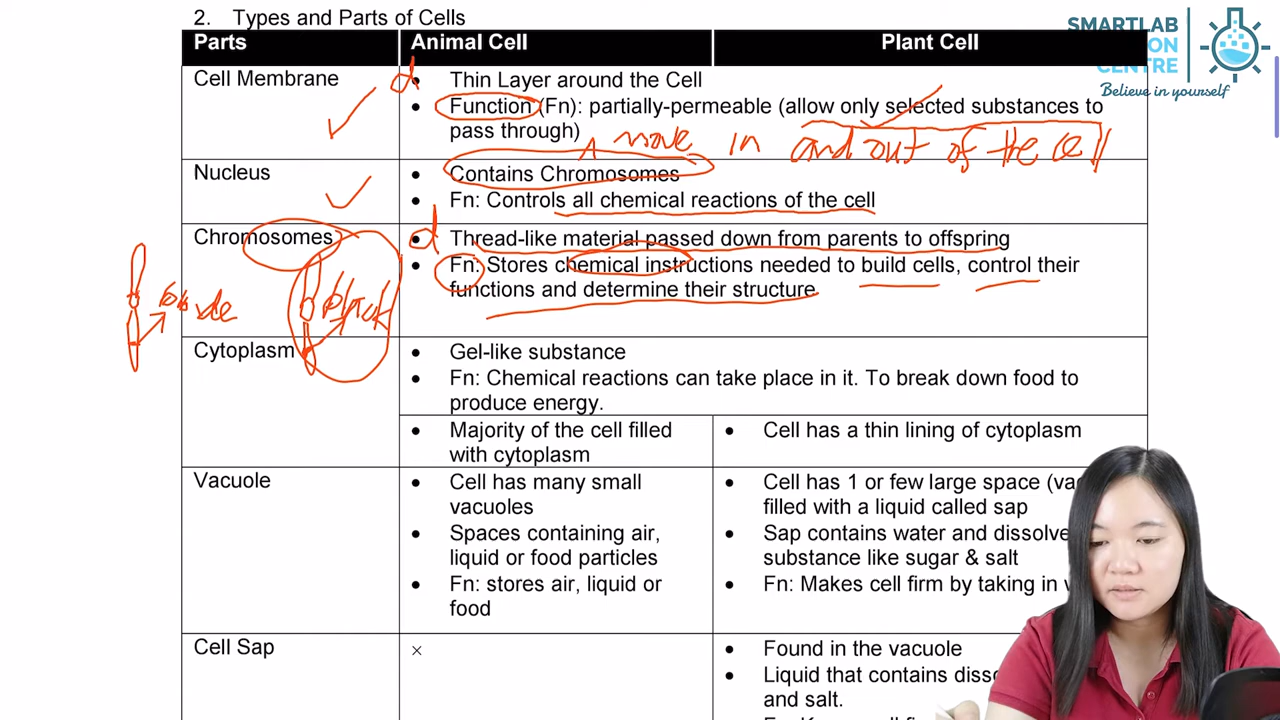 2. Types and Parts of Cells
SMARTLAB
ON
CENTRE
Believe in yourself
Parts Animal Cell Plant Cell
Cell Membrane
d
• Thin Layer around the Cell
• Function (Fn): partially-permeable (allow only selected substances to
pass through)
^ move in and out of the cell
Nucleus
• Contains Chromosomes
• Fn: Controls all chemical reactions of the cell
Chromosomes
d
• Thread-like material passed down from parents to offspring
• Fn: Stores chemical instructions needed to build cells, control their
functions and determine their structure
Cytoplasm
• Gel-like substance
• Fn: Chemical reactions can take place in it. To break down food to
produce energy.
• Majority of the cell filled
with cytoplasm
• Cell has a thin lining of cytoplasm
Vacuole
• Cell has many small
vacuoles
• Spaces containing air,
liquid or food particles
• Fn: stores air, liquid or
food
• Cell has 1 or few large space (vac
filled with a liquid called sap
• Sap contains water and dissolve
substance like sugar & salt
• Fn: Makes cell firm by taking in
Cell Sap
×
• Found in the vacuole
• Liquid that contains disso
and salt.